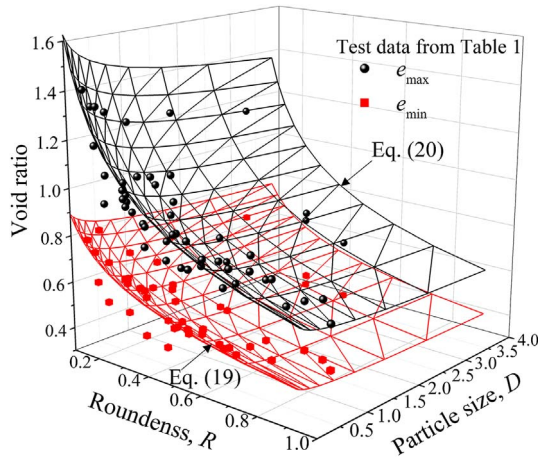 1.6
1.4
1.2
1.0
0.8
0.6
0.4
Void ratio
Test data from Table 1
e_max
e_min
Eq. (20)
Eq. (19)
0.2
0.4
0.6
0.8
1.0
Roundenss, R
0.5
1.0
1.5
2.0
2.5
3.0
3.5
4.0
Particle size, D